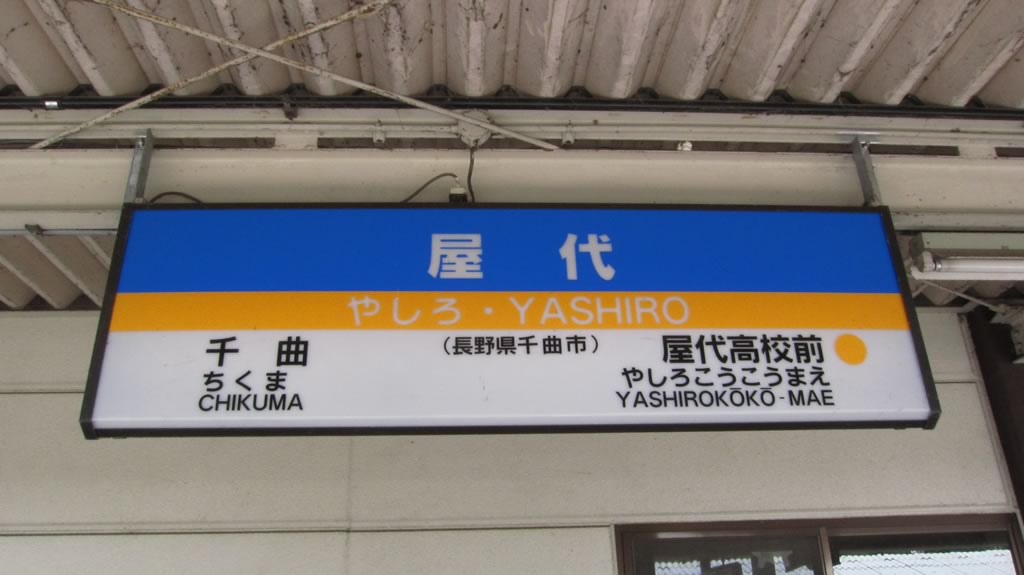 屋代
やしろ・YASHIRO
(長野県千曲市)
千曲
ちくま
CHIKUMA
屋代高校前
やしろこうこうまえ
YASHIROKŌKŌ-MAE